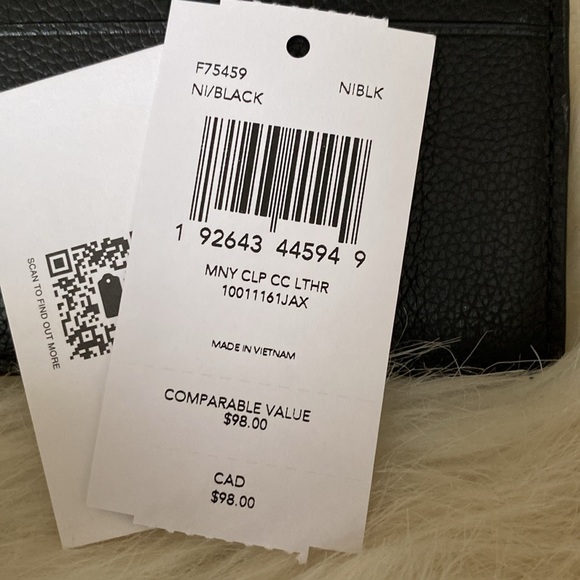 F75459
NI/BLACK NIBLK
1 92643 44594 9
MNY CLP CC LTHR
10011161JAX
MADE IN VIETNAM
COMPARABLE VALUE
$98.00
CAD
$98.00
SCAN TO FIND OUT MORE